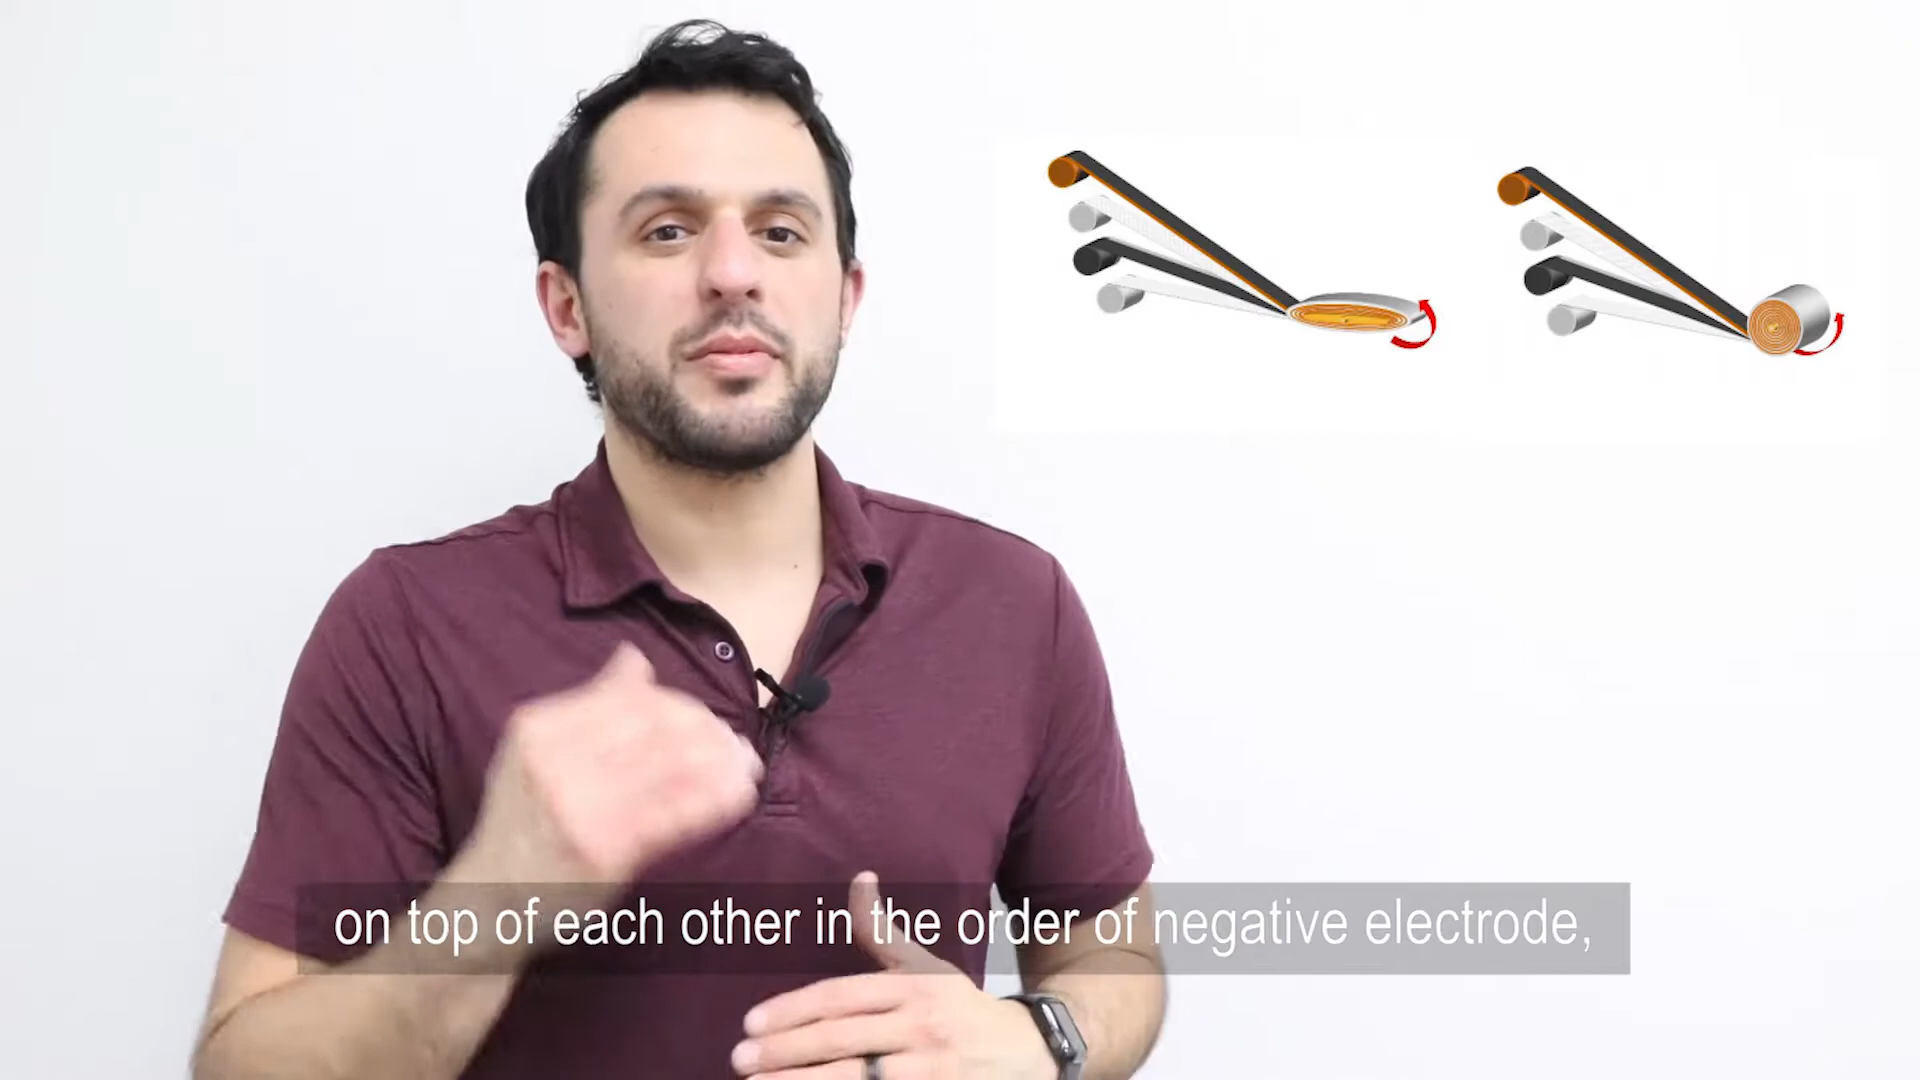 on top of each other in the order of negative electrode,